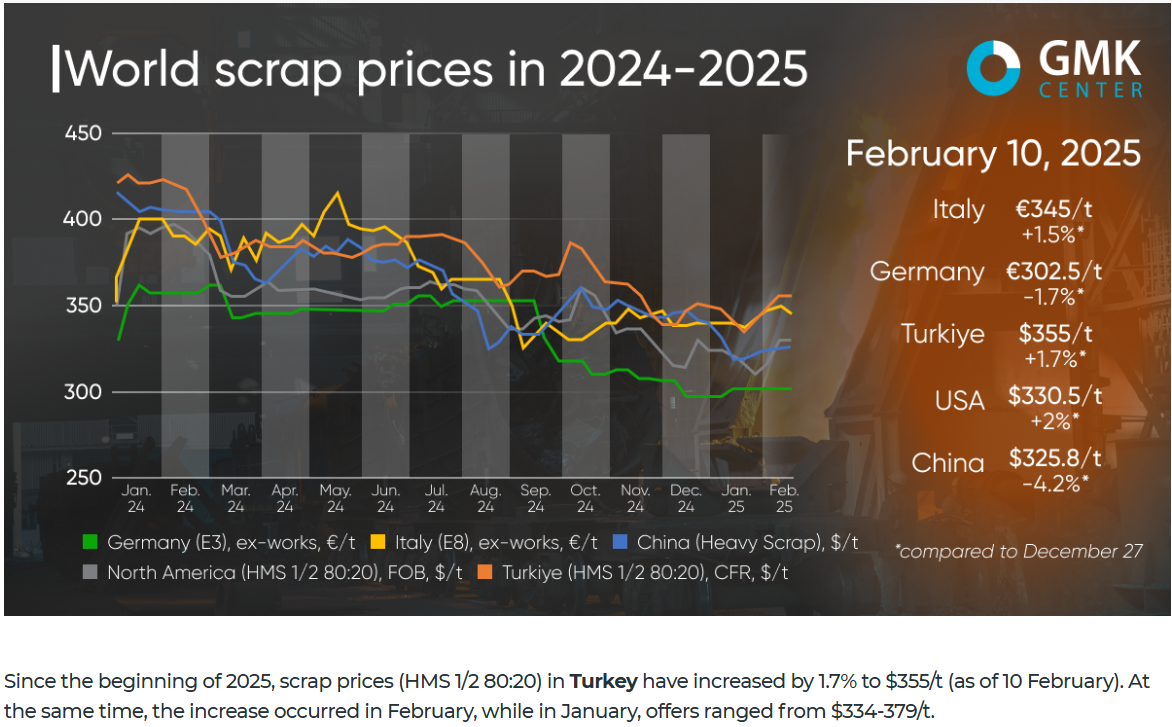 World scrap prices in 2024-2025
GMK
CENTER
450
400
350
300
250
Jan. 24
Feb. 24
Mar. 24
Apr. 24
May. 24
Jun. 24
Jul. 24
Aug. 24
Sep. 24
Oct. 24
Nov. 24
Dec. 24
Jan. 25
Feb. 25
Germany (E3), ex-works, €/t
Italy (E8), ex-works, €/t
China (Heavy Scrap), $/t
North America (HMS 1/2 80:20), FOB, $/t
Turkiye (HMS 1/2 80:20), CFR, $/t
February 10, 2025
Italy €345/t
+1.5%*
Germany €302.5/t
-1.7%*
Turkiye $355/t
+1.7%*
USA $330.5/t
+2%*
China $325.8/t
-4.2%*
*compared to December 27
Since the beginning of 2025, scrap prices (HMS 1/2 80:20) in Turkey have increased by 1.7% to $355/t (as of 10 February). At
the same time, the increase occurred in February, while in January, offers ranged from $334-379/t.